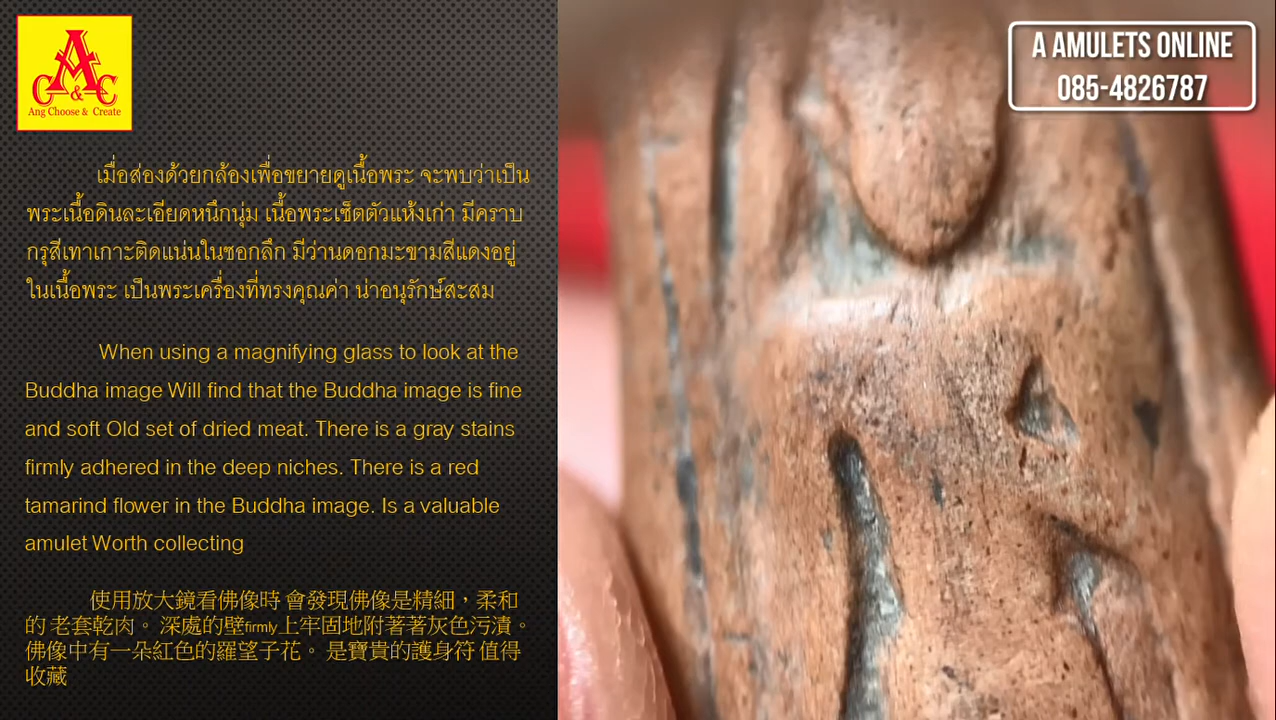 A
C & C
Ang Choose & Create
A AMULETS ONLINE
085-4826787
เมื่อส่องด้วยกล้องเพื่อขยายดูเนื้อพระ จะพบว่าเป็น
พระเนื้อดินละเอียดหนึกนุ่ม เนื้อพระเซ็ตตัวแห้งเก่า มีคราบ
กรุสีเทาเกาะติดแน่นในซอกลึก มีว่านดอกมะขามสีแดงอยู่
ในเนื้อพระ เป็นพระเครื่องที่ทรงคุณค่า น่าอนุรักษ์สะสม
When using a magnifying glass to look at the
Buddha image Will find that the Buddha image is fine
and soft Old set of dried meat. There is a gray stains
firmly adhered in the deep niches. There is a red
tamarind flower in the Buddha image. Is a valuable
amulet Worth collecting
使用放大鏡看佛像時 會發現佛像是精細，柔和
的 老套乾肉。 深處的壁firmly上牢固地附著著灰色污漬。
佛像中有一朵紅色的羅望子花。 是寶貴的護身符 值得
收藏